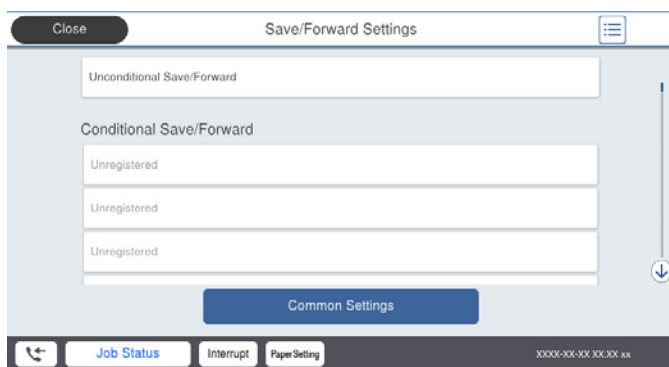 Close Save/Forward Settings
Unconditional Save/Forward
Conditional Save/Forward
Unregistered
Unregistered
Unregistered
Common Settings
Job Status Interrupt Paper Setting XXXX-XX-XX XX:XX xx